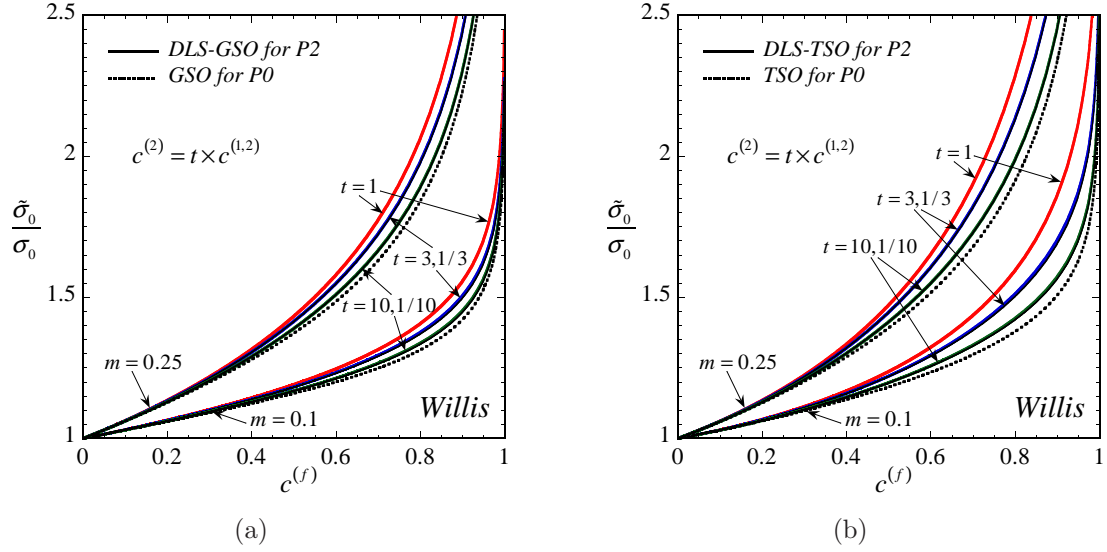 2.5
DLS-GSO for P2
GSO for P0
c^(2) = t × c^(1,2)
2
t = 1
σ̃₀
σ₀
t = 3,1/3
1.5
t = 10,1/10
m = 0.25
Willis
m = 0.1
1
0 0.2 0.4 0.6 0.8 1
c^(f)
(a)
2.5
DLS-TSO for P2
TSO for P0
c^(2) = t × c^(1,2)
t = 1
2
t = 3,1/3
σ̃₀
σ₀
t = 10,1/10
1.5
m = 0.25
Willis
m = 0.1
1
0 0.2 0.4 0.6 0.8 1
c^(f)
(b)